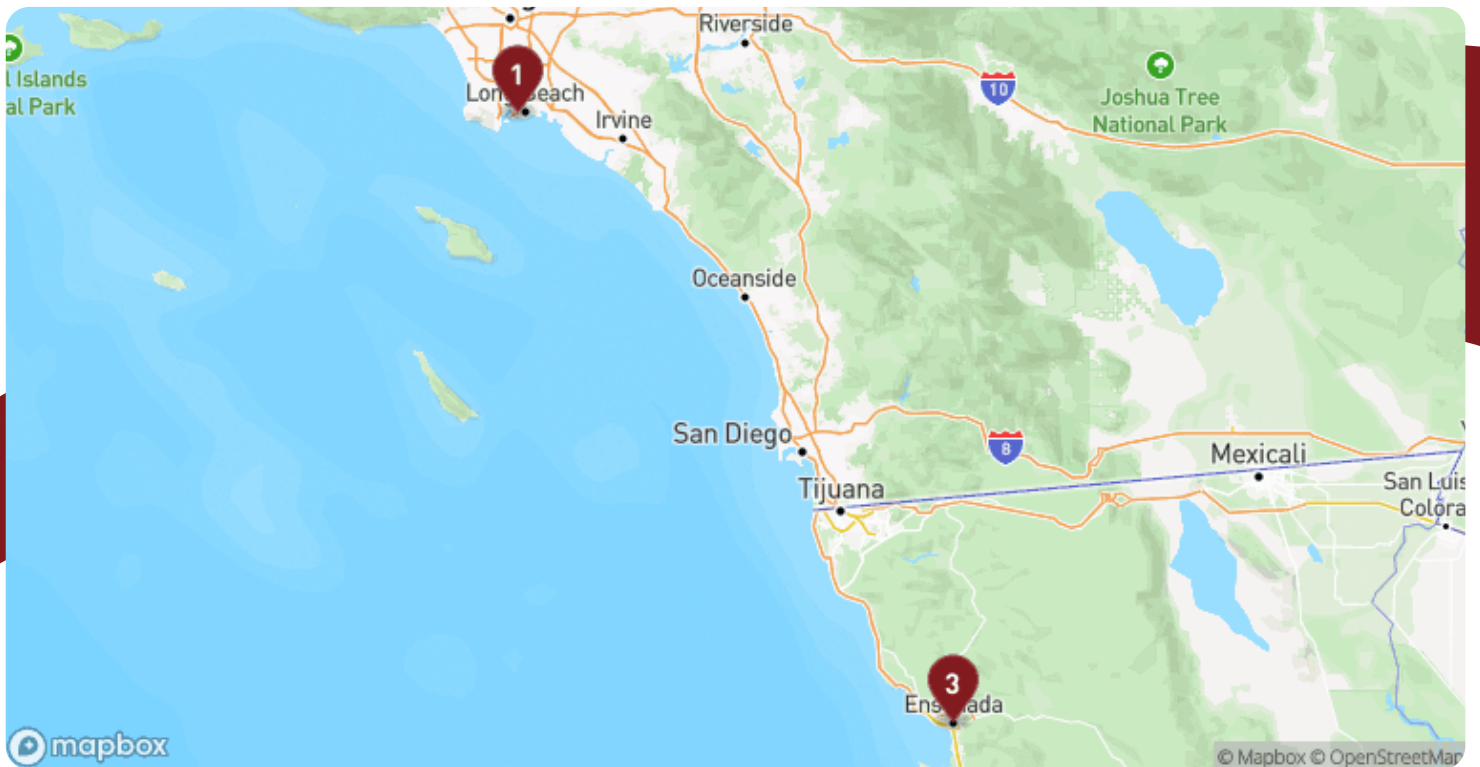 Riverside
1
Long Beach
l Islands
al Park
10
Joshua Tree
National Park
Irvine
Oceanside
San Diego
8
Mexicali
Tijuana
San Luis
Colora
3
Ensenada
mapbox
© Mapbox © OpenStreetMap